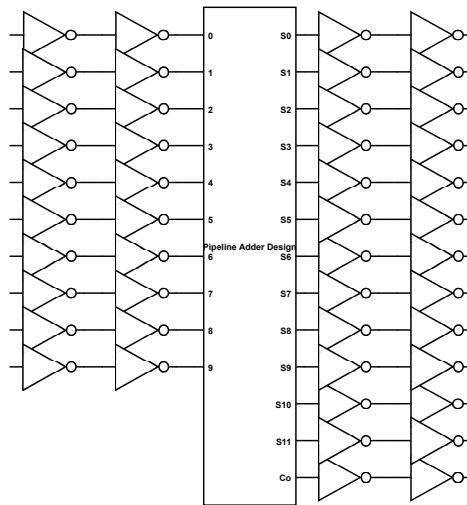 0 S0
1 S1
2 S2
3 S3
4 S4
5 S5
Pipeline Adder Design
6 S6
7 S7
8 S8
9 S9
S10
S11
Co